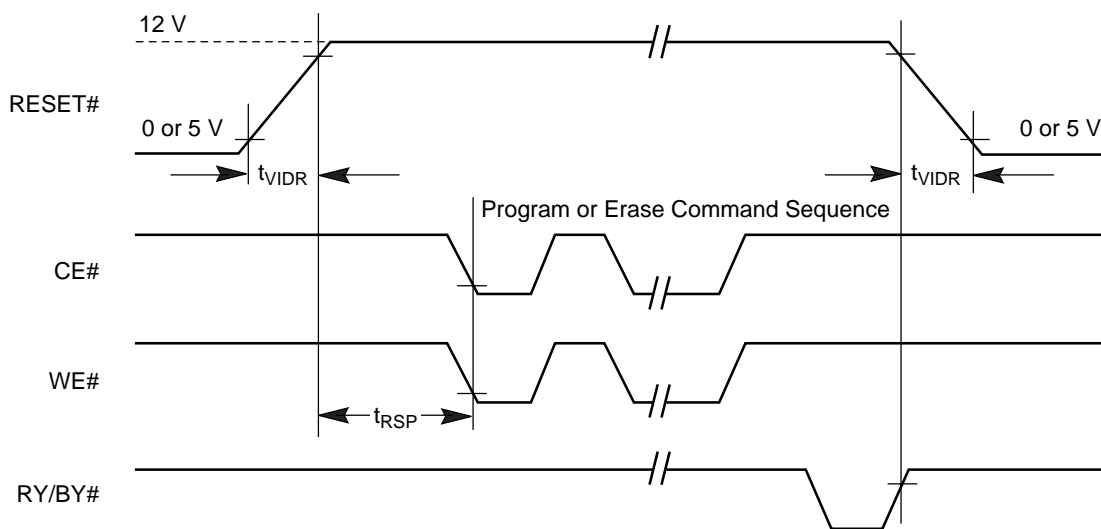 12 V
RESET#
0 or 5 V
0 or 5 V
tVIDR
tVIDR
Program or Erase Command Sequence
CE#
WE#
tRSP
RY/BY#